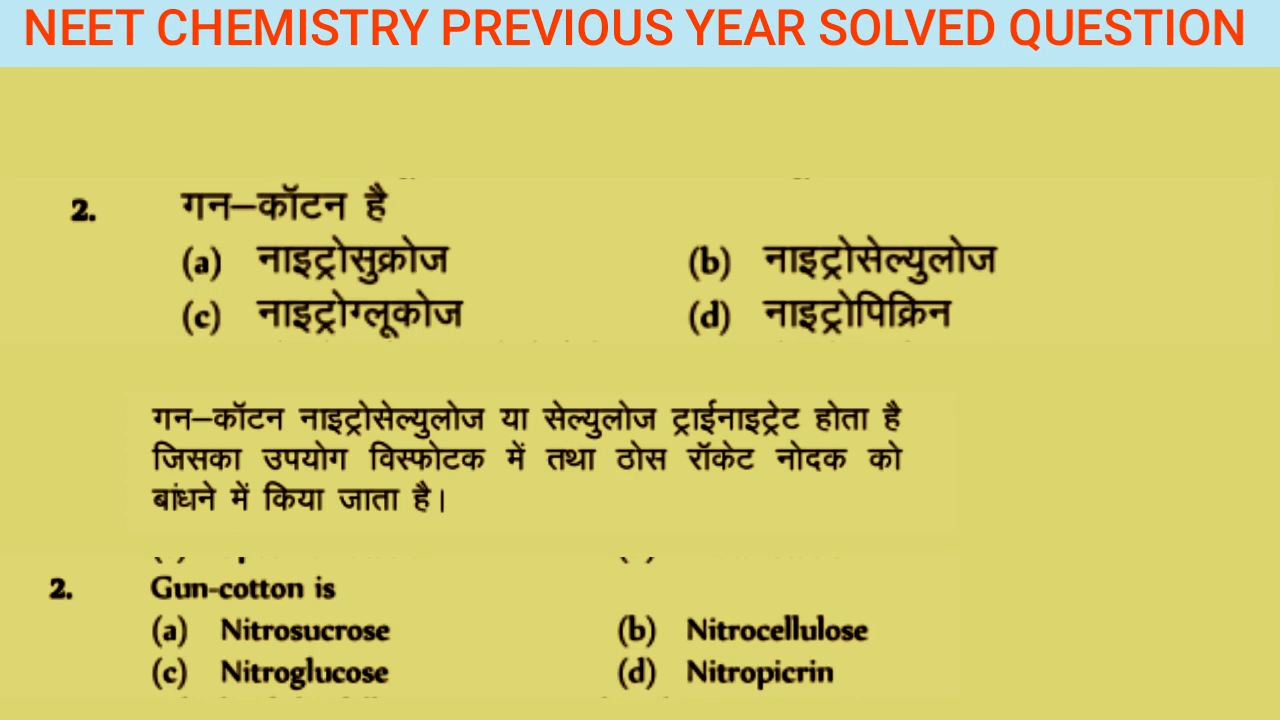 NEET CHEMISTRY PREVIOUS YEAR SOLVED QUESTION
2. गन–कॉटन है
(a) नाइट्रोसुक्रोज (b) नाइट्रोसेल्युलोज
(c) नाइट्रोग्लूकोज (d) नाइट्रोपिक्रिन
गन–कॉटन नाइट्रोसेल्युलोज या सेल्युलोज ट्राईनाइट्रेट होता है
जिसका उपयोग विस्फोटक में तथा ठोस रॉकेट नोदक को
बांधने में किया जाता है।
2. Gun-cotton is
(a) Nitrosucrose (b) Nitrocellulose
(c) Nitroglucose (d) Nitropicrin